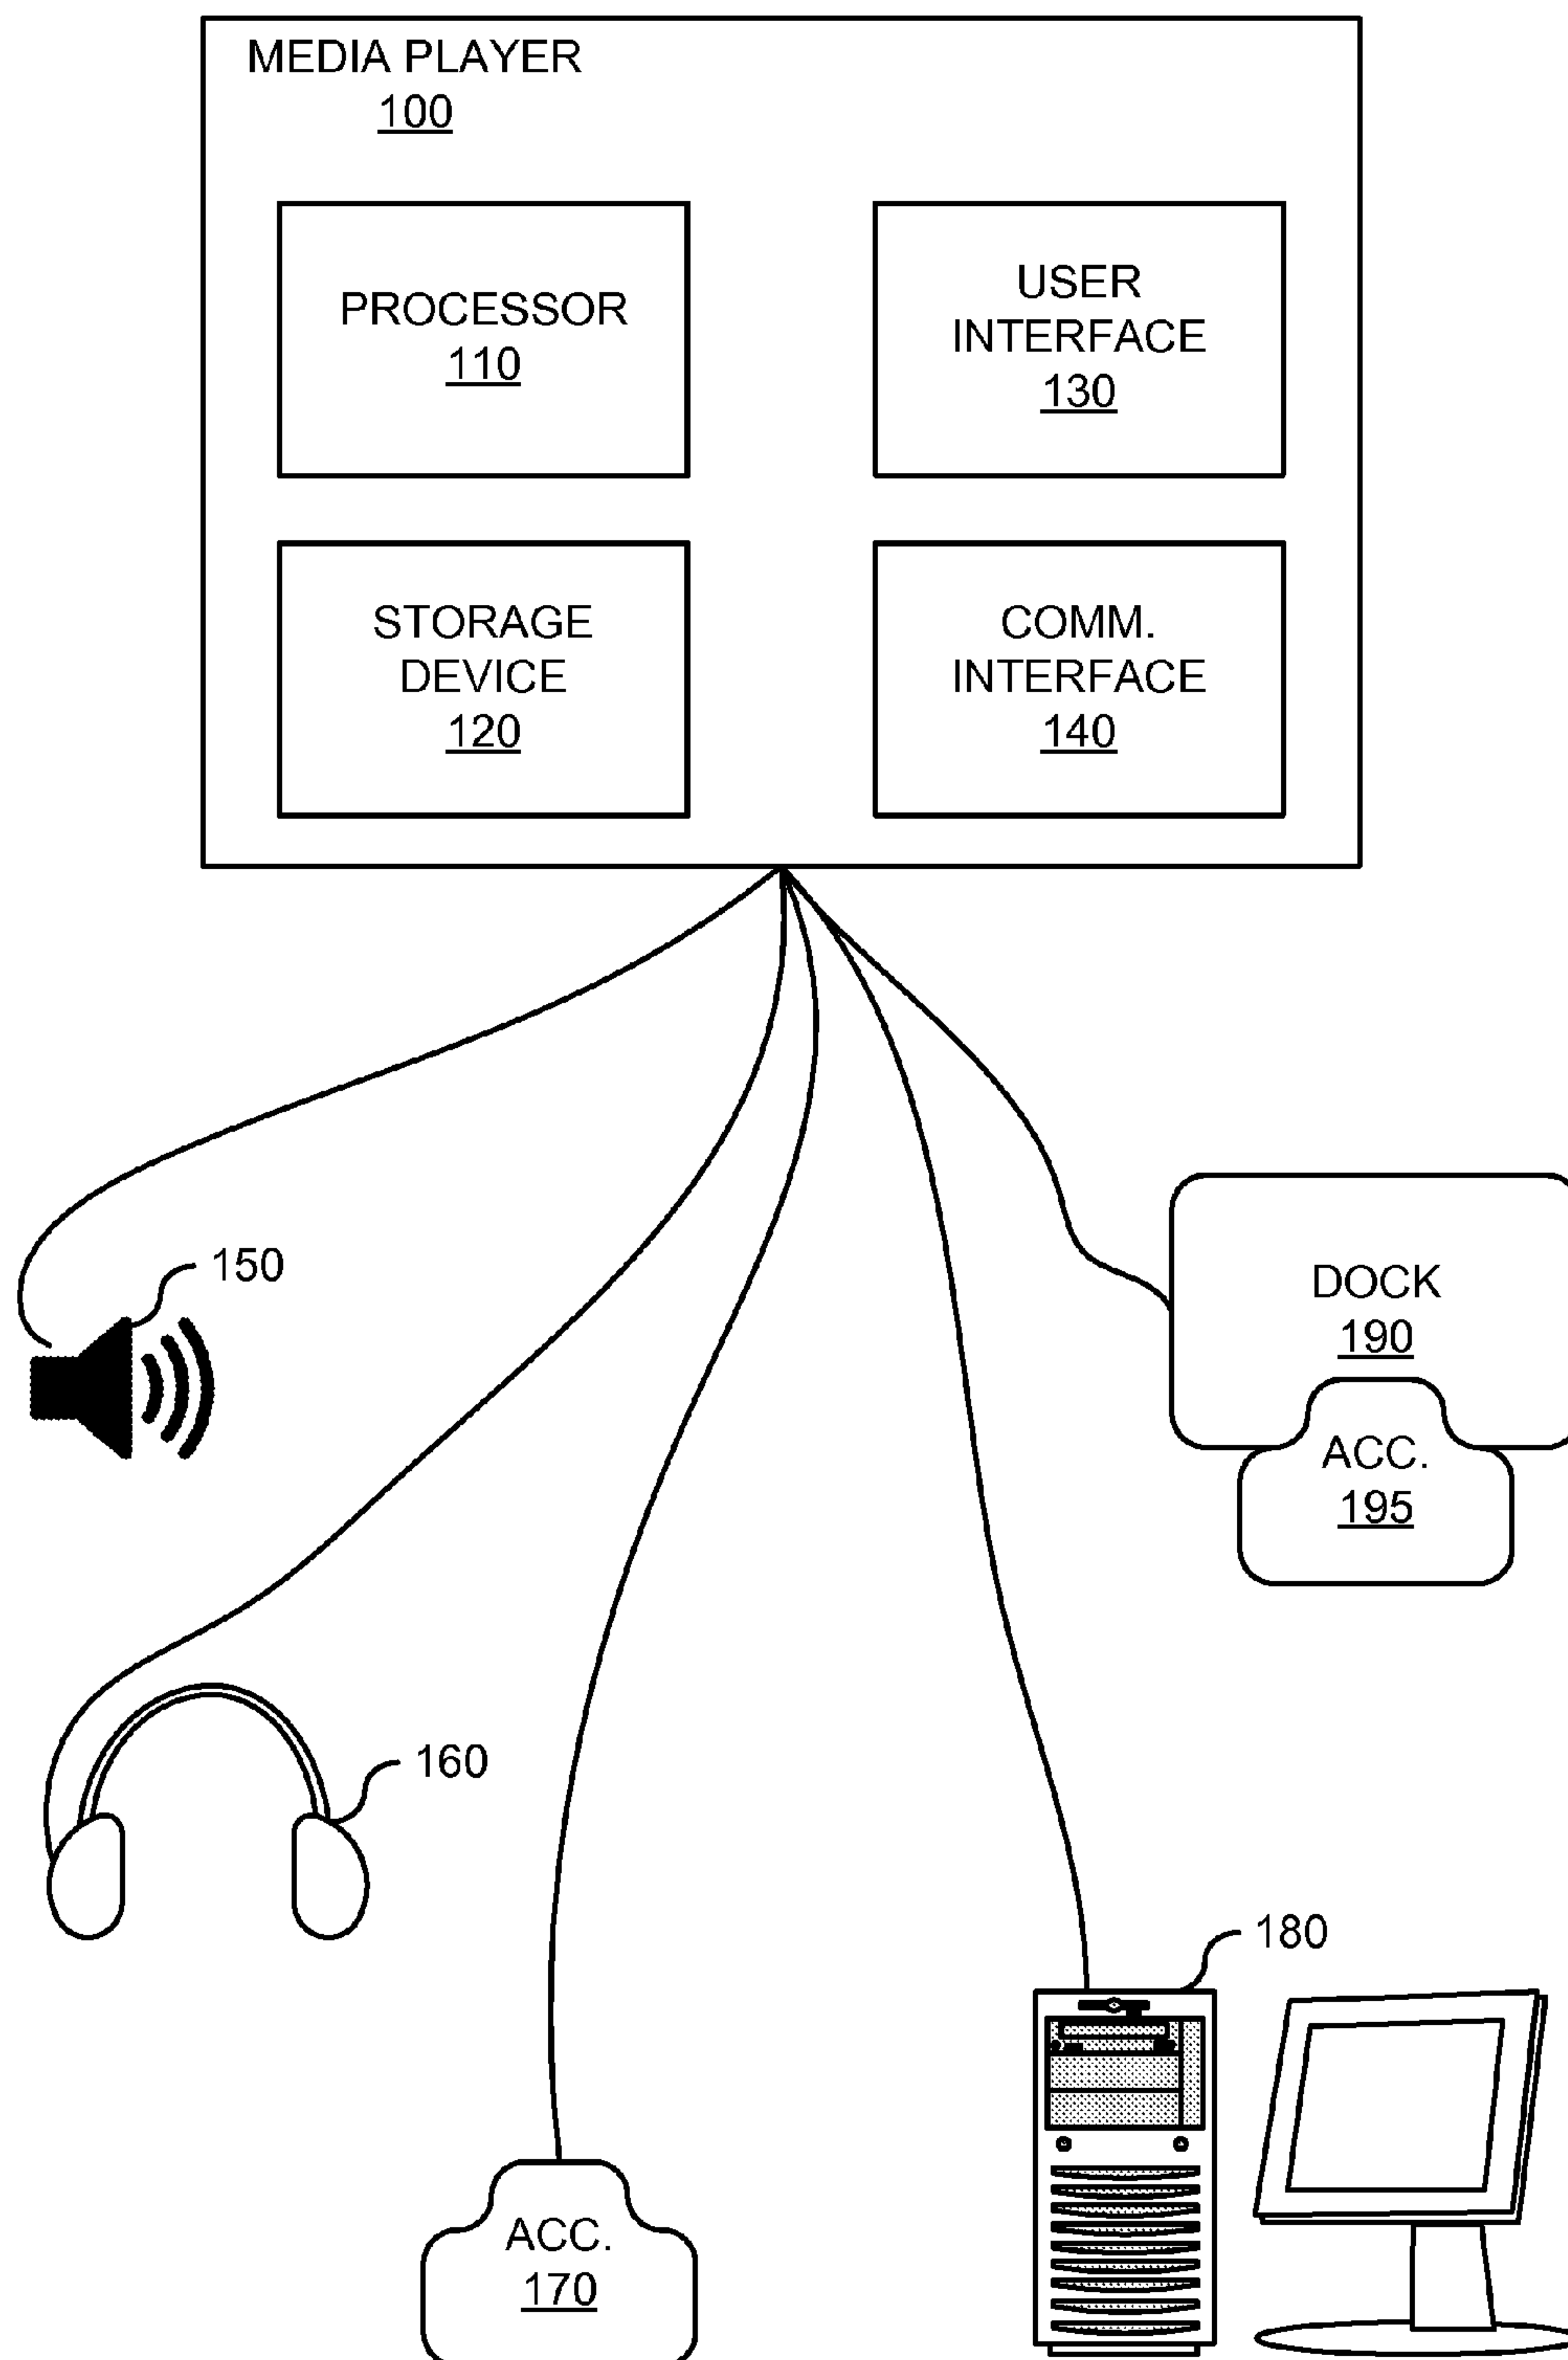 MEDIA PLAYER
100
PROCESSOR
110
USER
INTERFACE
130
STORAGE
DEVICE
120
COMM.
INTERFACE
140
150
DOCK
190
ACC.
195
160
180
ACC.
170